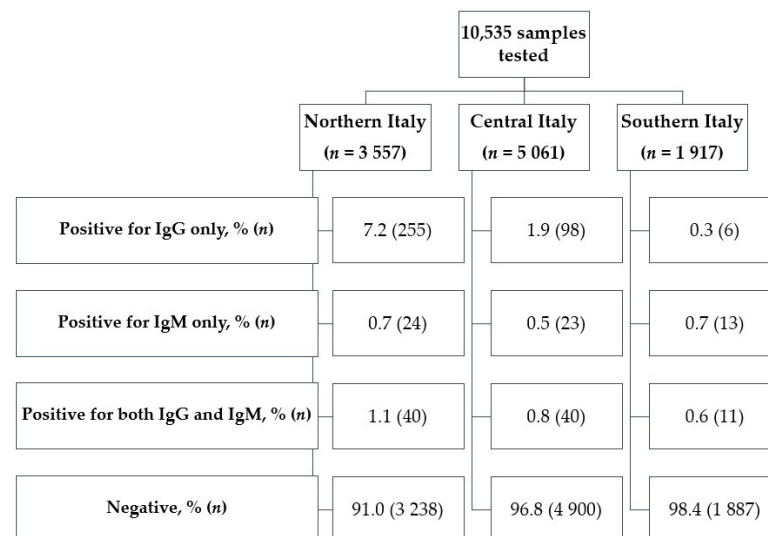 10,535 samples
tested
Northern Italy
(n = 3 557)
Central Italy
(n = 5 061)
Southern Italy
(n = 1 917)
Positive for IgG only, % (n)
7.2 (255)
1.9 (98)
0.3 (6)
Positive for IgM only, % (n)
0.7 (24)
0.5 (23)
0.7 (13)
Positive for both IgG and IgM, % (n)
1.1 (40)
0.8 (40)
0.6 (11)
Negative, % (n)
91.0 (3 238)
96.8 (4 900)
98.4 (1 887)